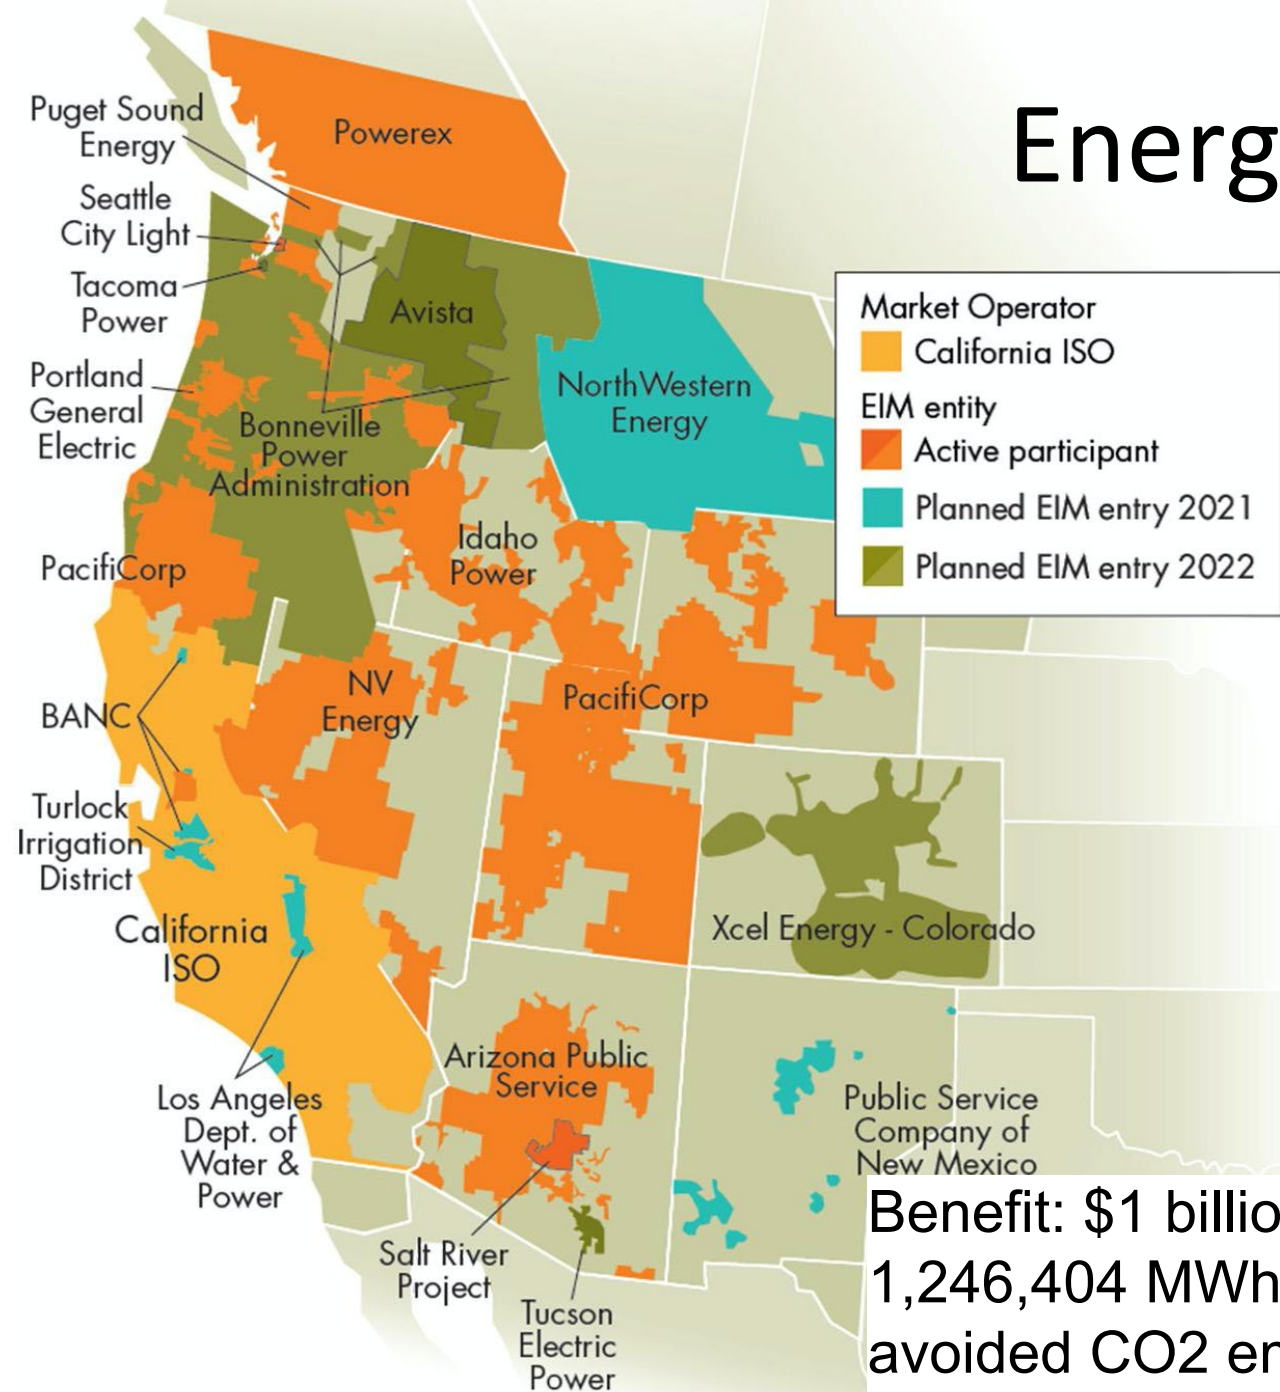 Energ
Puget Sound
Energy
Powerex
Seattle
City Light
Tacoma
Power
Avista
Portland
General
Electric
Bonneville
Power
Administration
NorthWestern
Energy
Market Operator
California ISO
EIM entity
Active participant
Planned EIM entry 2021
Planned EIM entry 2022
Idaho
Power
PacifiCorp
NV
Energy
PacifiCorp
BANC
Turlock
Irrigation
District
California
ISO
Xcel Energy - Colorado
Los Angeles
Dept. of
Water &
Power
Arizona Public
Service
Public Service
Company of
New Mexico
Salt River
Project
Tucson
Electric
Power
Benefit: $1 billio
1,246,404 MWh
avoided CO2 en